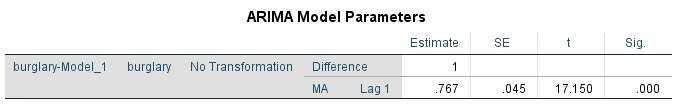 ARIMA Model Parameters
Estimate SE t Sig.
burglary-Model_1 burglary No Transformation Difference 1
MA Lag 1 .767 .045 17.150 .000